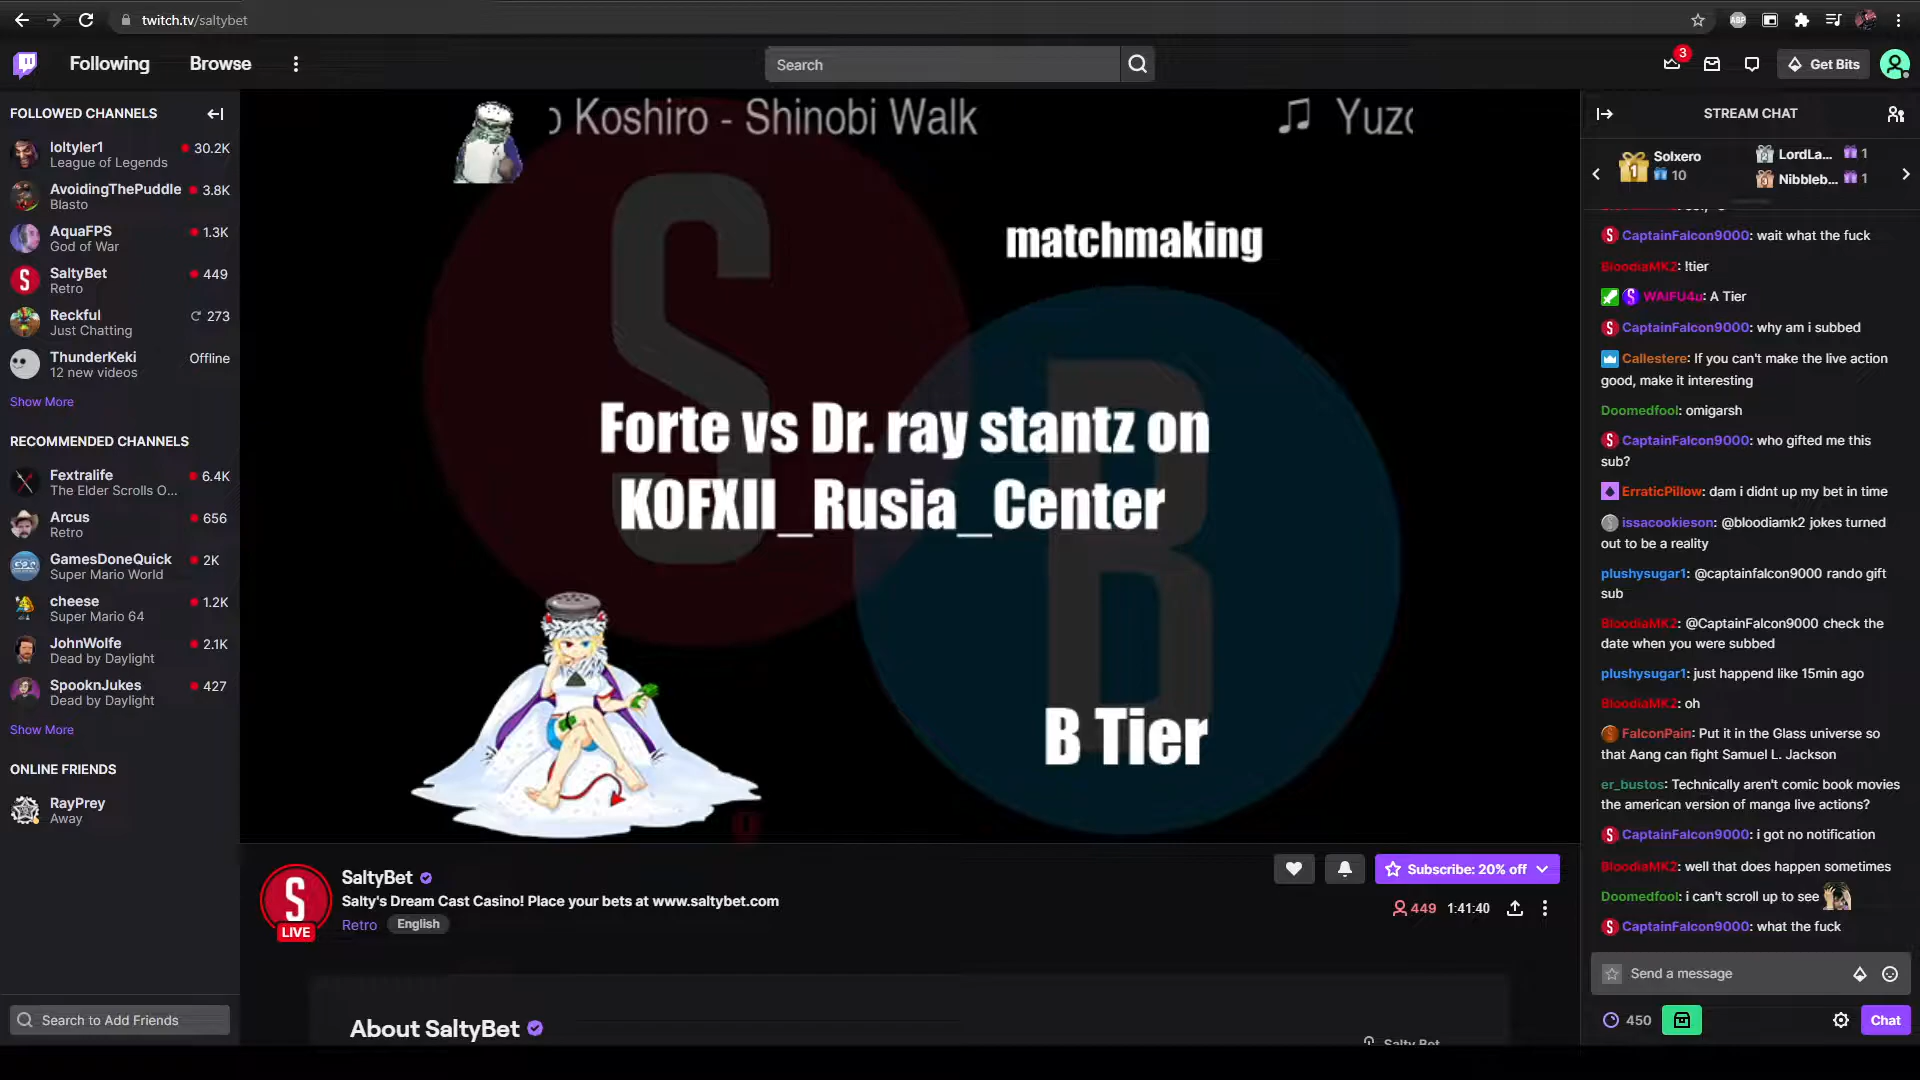 twitch.tv/saltybet
Following
Browse
Search
3
Get Bits
FOLLOWED CHANNELS
loltyler1
30.2K
League of Legends
AvoidingThePuddle
3.8K
Blasto
AquaFPS
1.3K
God of War
SaltyBet
449
Retro
Reckful
273
Just Chatting
ThunderKeki
Offline
12 new videos
Show More
RECOMMENDED CHANNELS
Fextralife
6.4K
The Elder Scrolls O...
Arcus
656
Retro
GamesDoneQuick
2K
Super Mario World
cheese
1.2K
Super Mario 64
JohnWolfe
2.1K
Dead by Daylight
SpooknJukes
427
Dead by Daylight
Show More
ONLINE FRIENDS
RayPrey
Away
Search to Add Friends
o Koshiro - Shinobi Walk
♫ Yuzo
S
B
matchmaking
Forte vs Dr. ray stantz on
KOFXII_Rusia_Center
B Tier
S
LIVE
SaltyBet
Salty's Dream Cast Casino! Place your bets at www.saltybet.com
Retro
English
Subscribe: 20% off
449
1:41:40
About SaltyBet
Salty Bet
STREAM CHAT
1
Solxero
10
2 LordLa... 1
3 Nibbleb... 1
CaptainFalcon9000: wait what the fuck
BloodiaMK2: !tier
WAIFU4u: A Tier
CaptainFalcon9000: why am i subbed
Callestere: If you can't make the live action
good, make it interesting
Doomedfool: omigarsh
CaptainFalcon9000: who gifted me this
sub?
ErraticPillow: dam i didnt up my bet in time
issacookieson: @bloodiamk2 jokes turned
out to be a reality
plushysugar1: @captainfalcon9000 rando gift
sub
BloodiaMK2: @CaptainFalcon9000 check the
date when you were subbed
plushysugar1: just happend like 15min ago
BloodiaMK2: oh
FalconPain: Put it in the Glass universe so
that Aang can fight Samuel L. Jackson
er_bustos: Technically aren't comic book movies
the american version of manga live actions?
CaptainFalcon9000: i got no notification
BloodiaMK2: well that does happen sometimes
Doomedfool: i can't scroll up to see
CaptainFalcon9000: what the fuck
Send a message
450
Chat